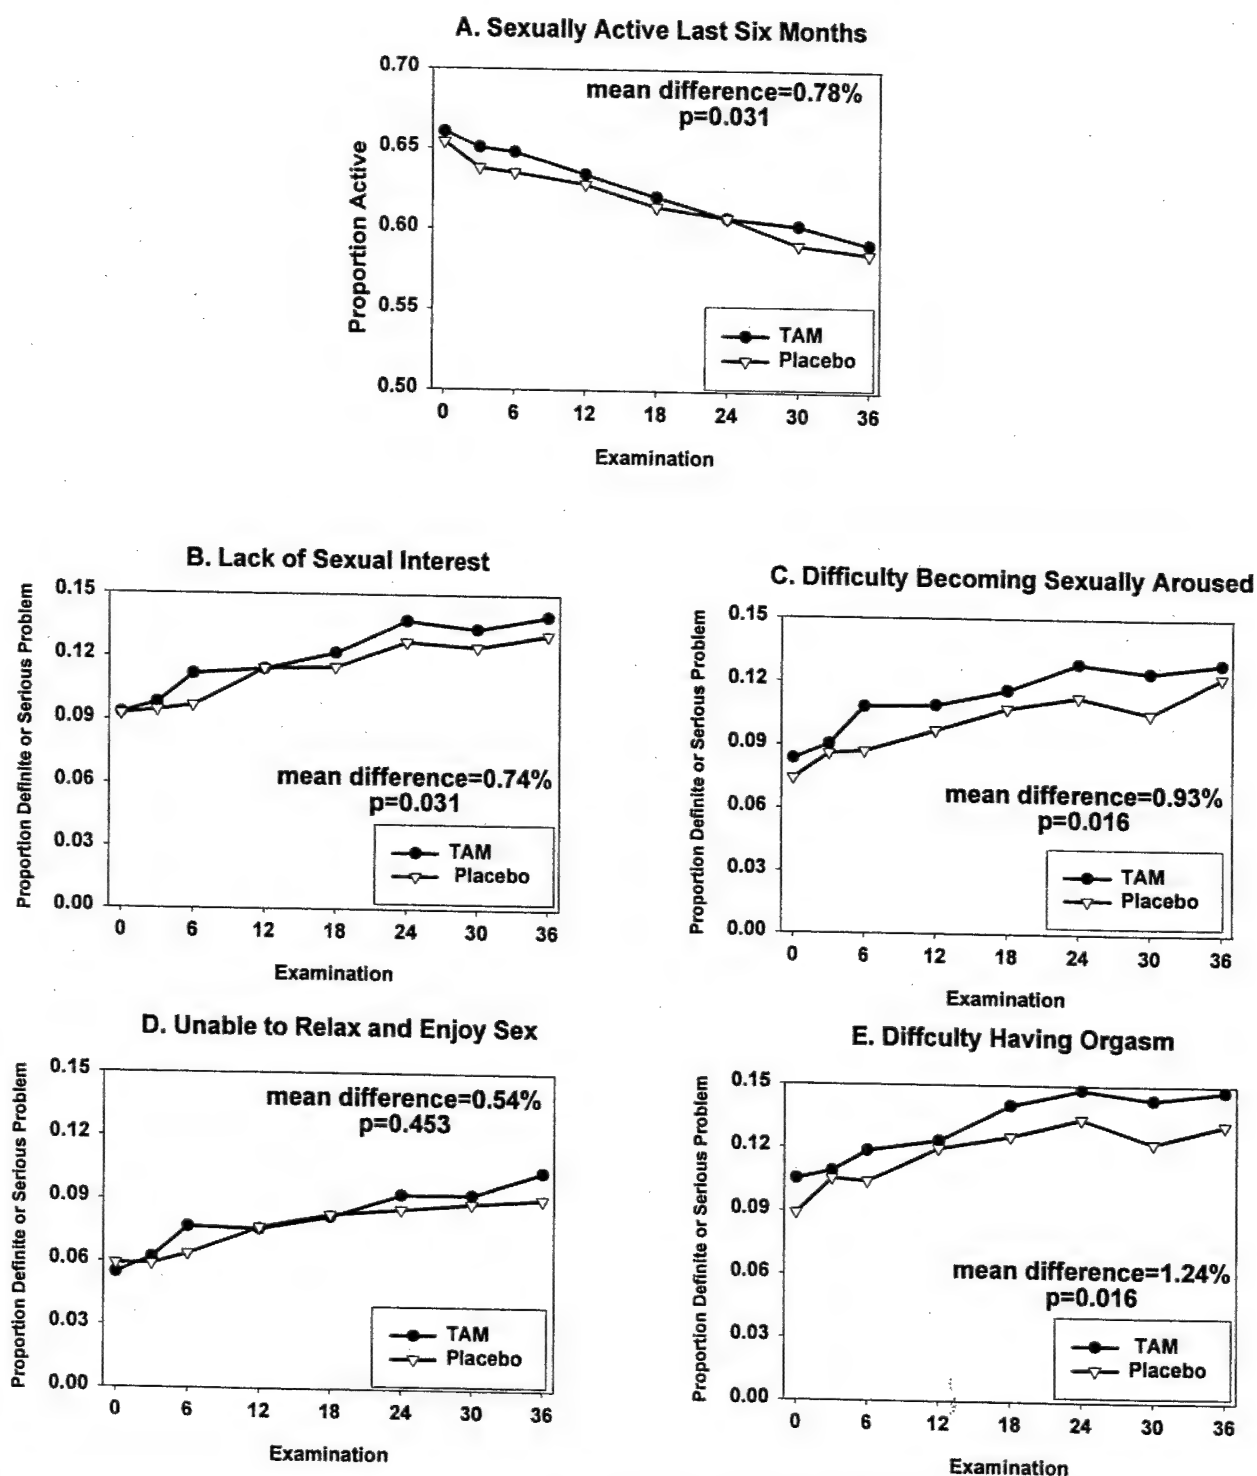 A. Sexually Active Last Six Months
0.70
mean difference=0.78%
p=0.031
0.65
Proportion Active
0.60
0.55
TAM
Placebo
0.50
0 6 12 18 24 30 36
Examination
B. Lack of Sexual Interest
0.15
Proportion Definite or Serious Problem
0.12
0.09
0.06
mean difference=0.74%
p=0.031
0.03
TAM
Placebo
0.00
0 6 12 18 24 30 36
Examination
C. Difficulty Becoming Sexually Aroused
0.15
Proportion Definite or Serious Problem
0.12
0.09
0.06
mean difference=0.93%
p=0.016
0.03
TAM
Placebo
0.00
0 6 12 18 24 30 36
Examination
D. Unable to Relax and Enjoy Sex
0.15
Proportion Definite or Serious Problem
mean difference=0.54%
p=0.453
0.12
0.09
0.06
0.03
TAM
Placebo
0.00
0 6 12 18 24 30 36
Examination
E. Diffculty Having Orgasm
0.15
Proportion Definite or Serious Problem
0.12
0.09
0.06
mean difference=1.24%
p=0.016
0.03
TAM
Placebo
0.00
0 6 12 18 24 30 36
Examination